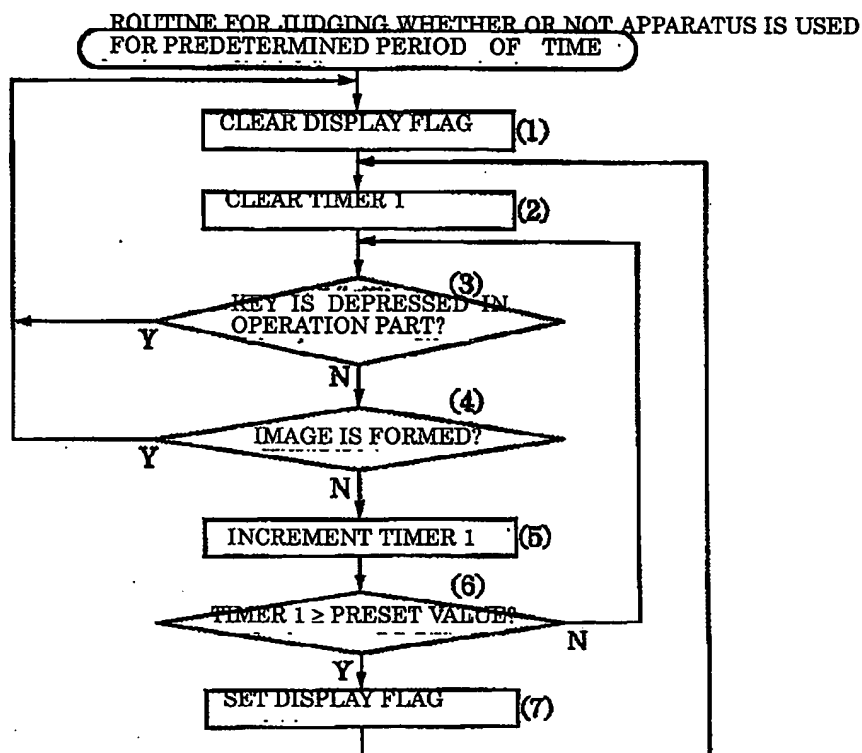 ROUTINE FOR JUDGING WHETHER OR NOT APPARATUS IS USED
FOR PREDETERMINED PERIOD OF TIME
CLEAR DISPLAY FLAG (1)
CLEAR TIMER 1 (2)
(3)
KEY IS DEPRESSED IN
OPERATION PART?
Y
N
(4)
IMAGE IS FORMED?
Y
N
INCREMENT TIMER 1 (5)
(6)
TIMER 1 ≥ PRESET VALUE?
N
Y
SET DISPLAY FLAG (7)